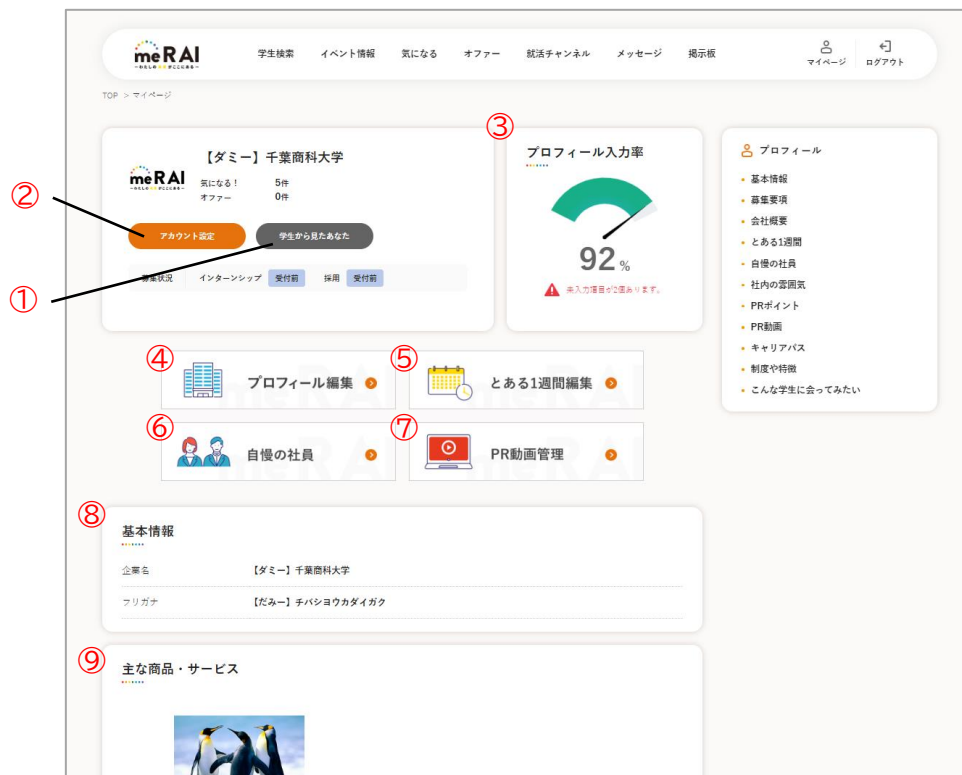 meRAI
学生検索 イベント情報 気になる オファー 就活チャンネル メッセージ 掲示板 マイページ ログアウト
TOP > マイページ
【ダミー】千葉商科大学
meRAI
気になる! 5件
オファー 0件
②
アカウント設定 学生から見たあなた
①
募集状況 インターンシップ 受付前 採用 受付前
③
プロフィール入力率
92%
未入力項目が2個あります。
プロフィール
基本情報
募集要項
会社概要
とある1週間
自慢の社員
社内の雰囲気
PRポイント
PR動画
キャリアパス
制度や特徴
こんな学生に会ってみたい
④ プロフィール編集
⑤ とある1週間編集
⑥ 自慢の社員
⑦ PR動画管理
⑧
基本情報
企業名 【ダミー】千葉商科大学
フリガナ 【だみー】チバショウカダイガク
⑨
主な商品・サービス